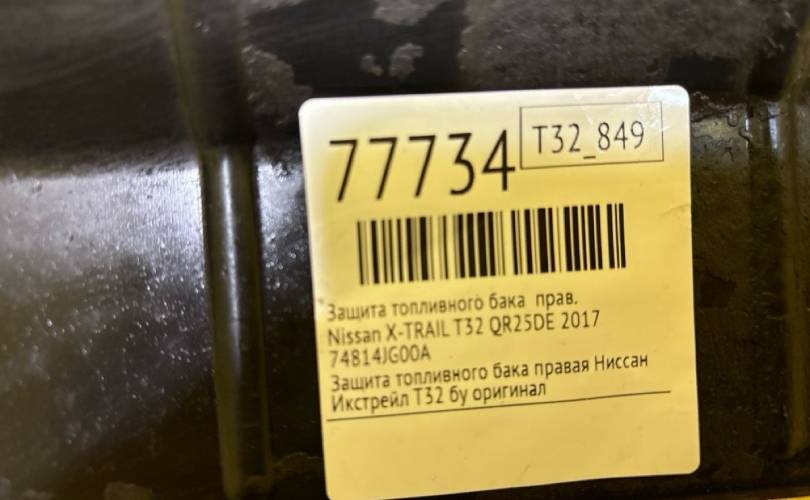 77734
T32_849
Защита топливного бака прав.
Nissan X-TRAIL T32 QR25DE 2017
74814JG00A
Защита топливного бака правая Ниссан
Икстрейл Т32 бу оригинал